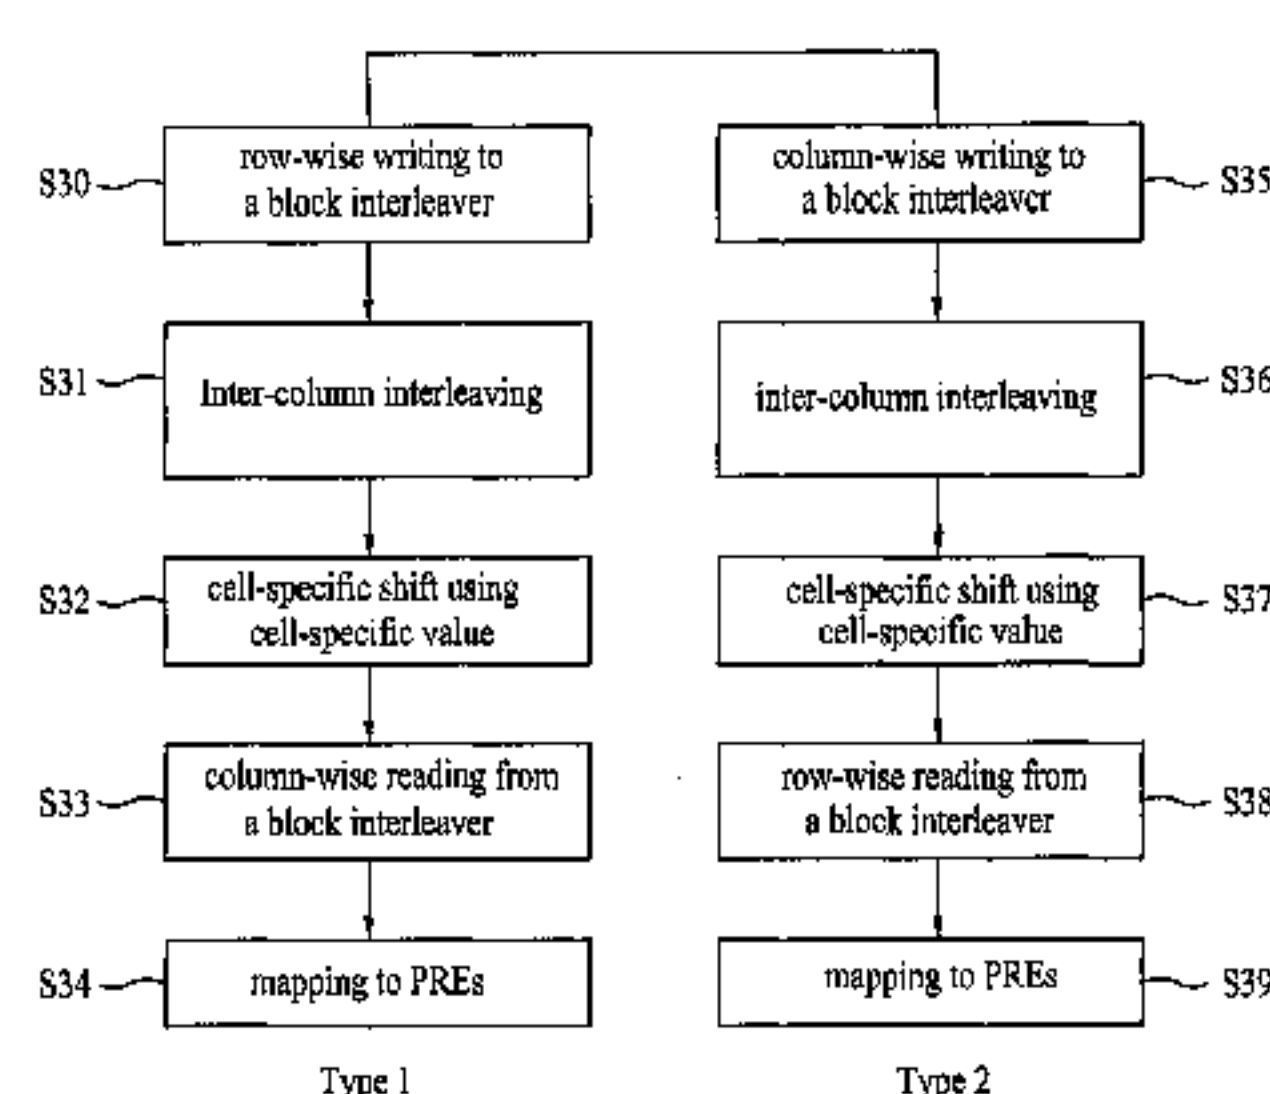 row-wise writing to
a block interleaver
S30
column-wise writing to
a block interleaver
S35
Inter-column interleaving
S31
inter-column interleaving
S36
cell-specific shift using
cell-specific value
S32
cell-specific shift using
cell-specific value
S37
column-wise reading from
a block interleaver
S33
row-wise reading from
a block interleaver
S38
mapping to PREs
S34
mapping to PREs
S39
Type 1
Type 2